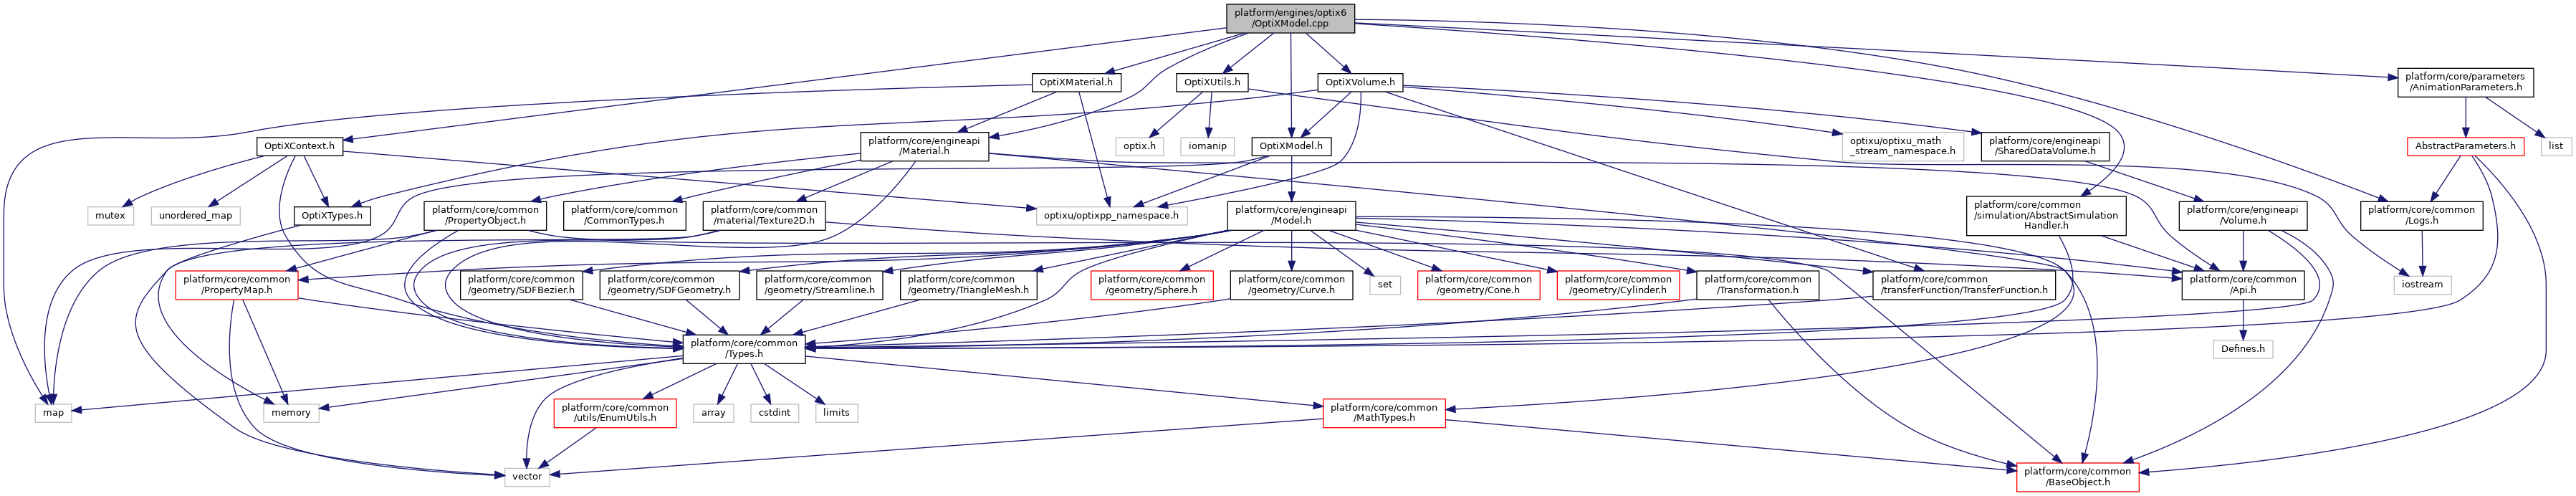 platform/engines/optix6
/OptiXModel.cpp
OptiXMaterial.h
OptiXUtils.h
OptiXVolume.h
platform/core/parameters
/AnimationParameters.h
OptiXContext.h
platform/core/engineapi
/Material.h
optix.h
iomanip
OptiXModel.h
optixu/optixu_math
_stream_namespace.h
platform/core/engineapi
/SharedDataVolume.h
AbstractParameters.h
list
mutex
unordered_map
OptiXTypes.h
platform/core/common
/PropertyObject.h
platform/core/common
/CommonTypes.h
platform/core/common
/material/Texture2D.h
optixu/optixpp_namespace.h
platform/core/engineapi
/Model.h
platform/core/common
/simulation/AbstractSimulation
Handler.h
platform/core/engineapi
/Volume.h
platform/core/common
/Logs.h
platform/core/common
/PropertyMap.h
platform/core/common
/geometry/SDFBezier.h
platform/core/common
/geometry/SDFGeometry.h
platform/core/common
/geometry/Streamline.h
platform/core/common
/geometry/TriangleMesh.h
platform/core/common
/geometry/Sphere.h
platform/core/common
/geometry/Curve.h
set
platform/core/common
/geometry/Cone.h
platform/core/common
/geometry/Cylinder.h
platform/core/common
/Transformation.h
platform/core/common
/transferFunction/TransferFunction.h
platform/core/common
/Api.h
iostream
platform/core/common
/Types.h
Defines.h
map
memory
platform/core/common
/utils/EnumUtils.h
array
cstdint
limits
platform/core/common
/MathTypes.h
vector
platform/core/common
/BaseObject.h